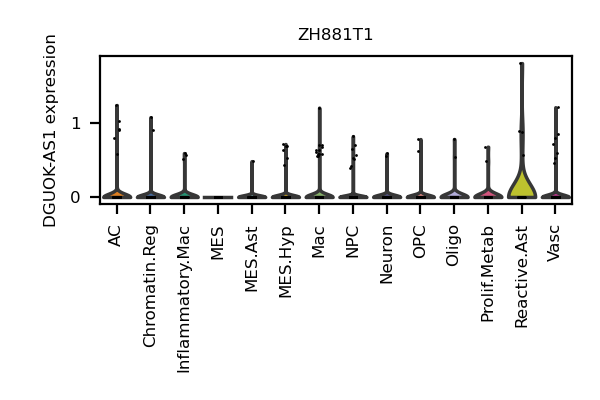 ZH881T1
DGUOK-AS1 expression
1
0
AC
Chromatin.Reg
Inflammatory.Mac
MES
MES.Ast
MES.Hyp
Mac
NPC
Neuron
OPC
Oligo
Prolif.Metab
Reactive.Ast
Vasc